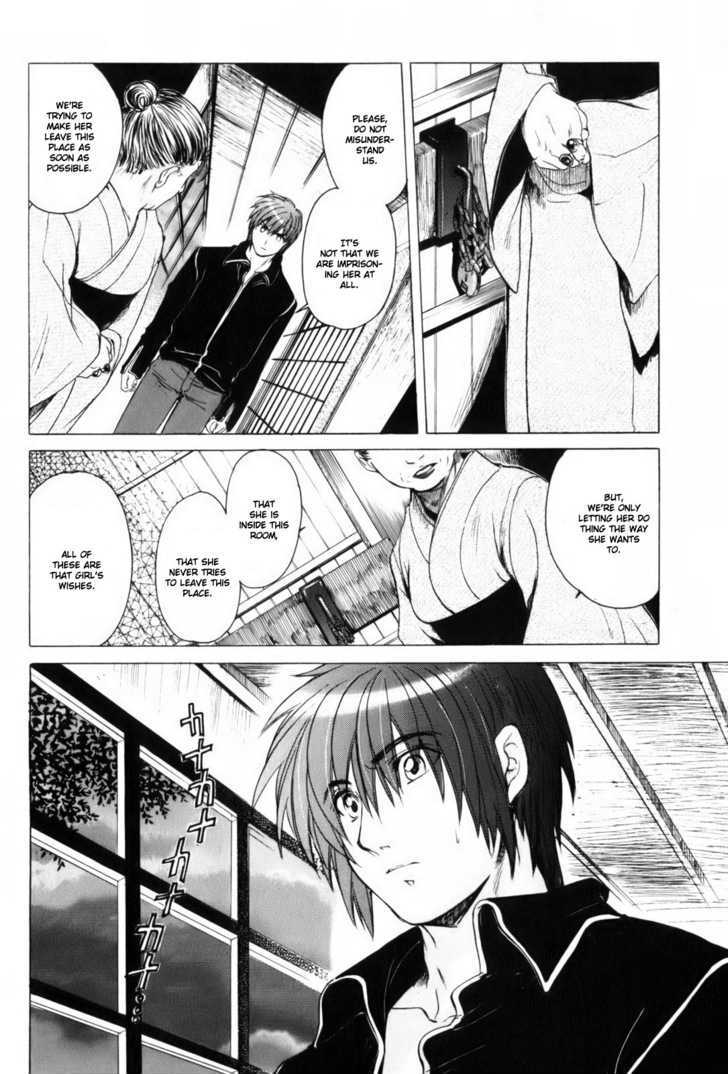 PLEASE,
DO NOT
MISUNDER-
STAND
US.
IT'S
NOT THAT WE
ARE IMPRISON-
ING HER AT
ALL.
WE'RE
TRYING TO
MAKE HER
LEAVE THIS
PLACE AS
SOON AS
POSSIBLE.
BUT,
WE'RE ONLY
LETTING HER DO
THING THE WAY
SHE WANTS
TO.
THAT
SHE IS
INSIDE THIS
ROOM,
THAT SHE
NEVER TRIES
TO LEAVE THIS
PLACE.
ALL OF
THESE ARE
THAT GIRL'S
WISHES.
カナカナカナカナカナ…